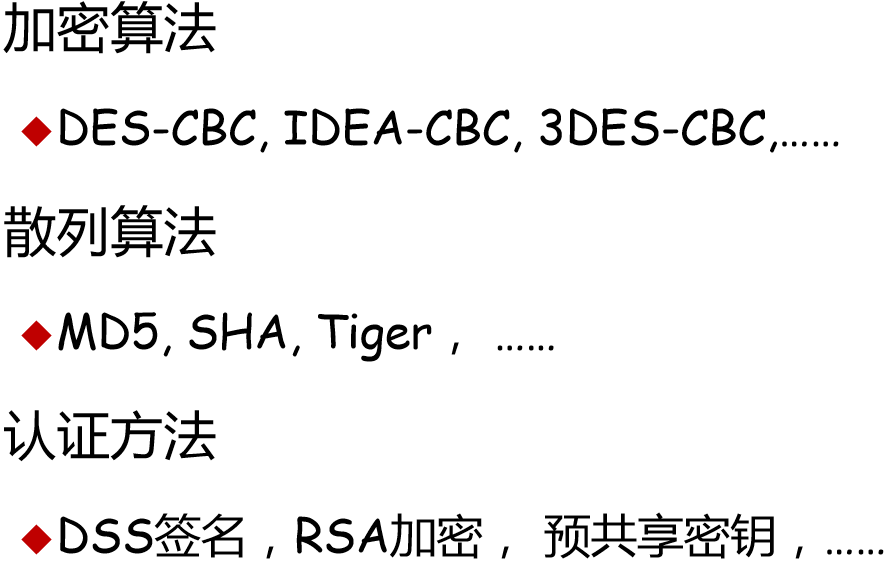 加密算法
◆DES-CBC, IDEA-CBC, 3DES-CBC,……
散列算法
◆MD5, SHA, Tiger， ……
认证方法
◆DSS签名，RSA加密， 预共享密钥，……